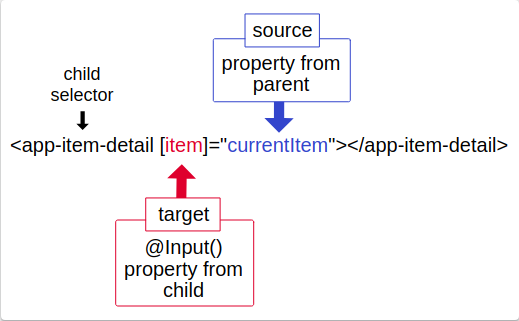 source
property from
parent
child
selector
<app-item-detail [item]="currentItem"></app-item-detail>
target
@Input()
property from
child